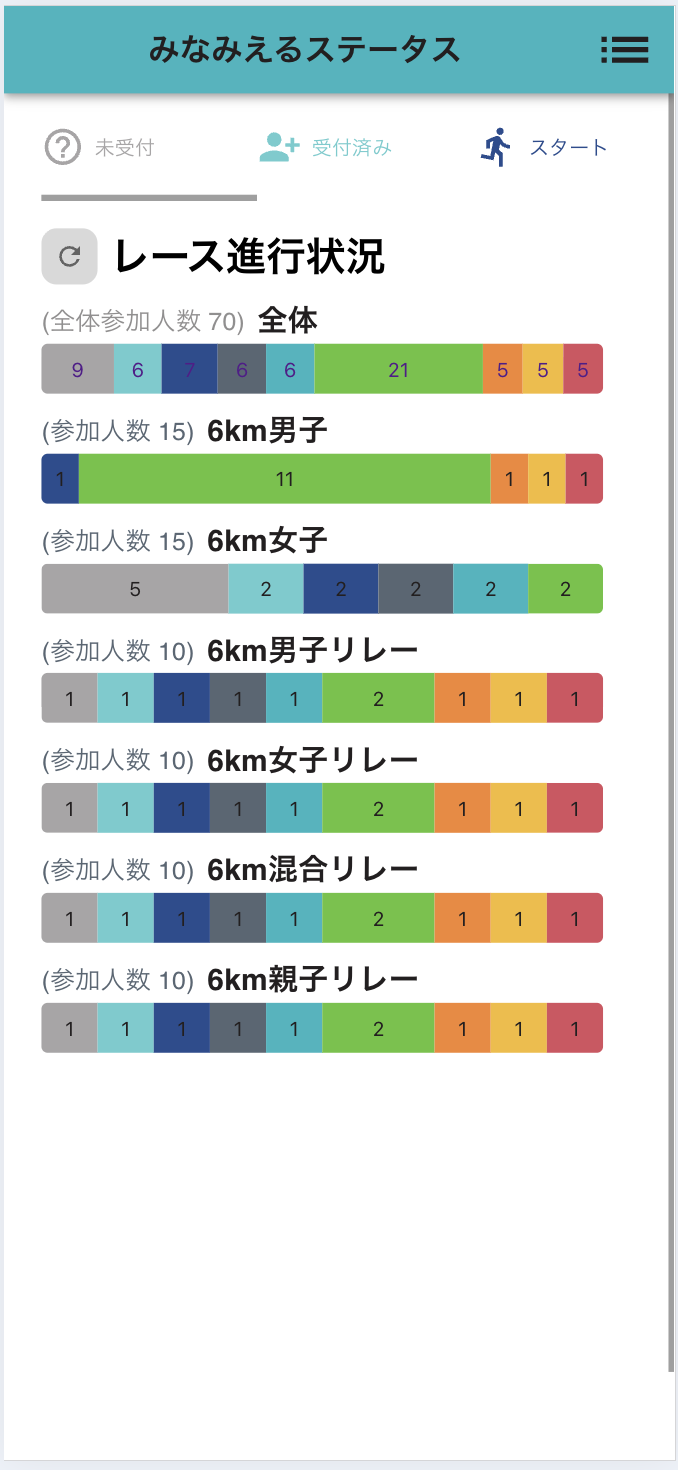 みなみえるステータス
未受付 受付済み スタート
レース進行状況
(全体参加人数 70) 全体
9 6 7 6 6 21 5 5 5
(参加人数 15) 6km男子
1 11 1 1 1
(参加人数 15) 6km女子
5 2 2 2 2 2
(参加人数 10) 6km男子リレー
1 1 1 1 1 2 1 1 1
(参加人数 10) 6km女子リレー
1 1 1 1 1 2 1 1 1
(参加人数 10) 6km混合リレー
1 1 1 1 1 2 1 1 1
(参加人数 10) 6km親子リレー
1 1 1 1 1 2 1 1 1